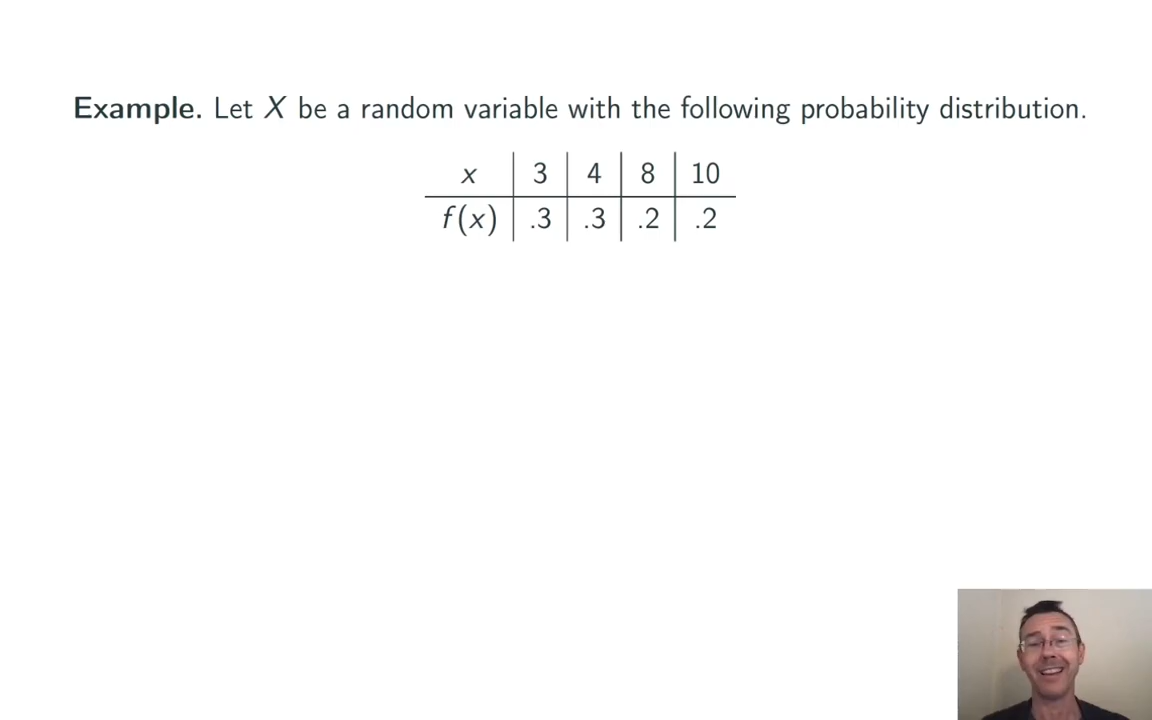 Example. Let X be a random variable with the following probability distribution.
x 3 4 8 10
f(x) .3 .3 .2 .2